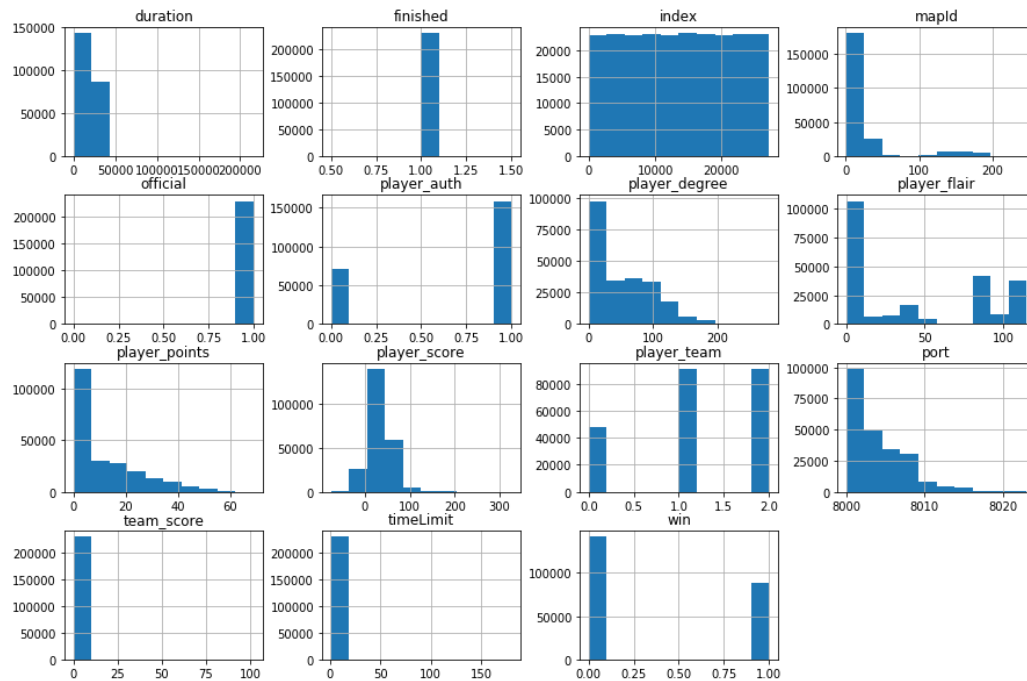 duration
150000
100000
50000
0
0 50000 100000 150000 200000
finished
200000
150000
100000
50000
0
0.50 0.75 1.00 1.25 1.50
index
20000
15000
10000
5000
0
0 10000 20000
mapId
150000
100000
50000
0
0 100 200
official
200000
150000
100000
50000
0
0.00 0.25 0.50 0.75 1.00
player_auth
150000
100000
50000
0
0.00 0.25 0.50 0.75 1.00
player_degree
100000
75000
50000
25000
0
0 100 200
player_flair
100000
75000
50000
25000
0
0 50 100
player_points
100000
50000
0
0 20 40 60
player_score
100000
50000
0
0 100 200 300
player_team
80000
60000
40000
20000
0
0.0 0.5 1.0 1.5 2.0
port
100000
75000
50000
25000
0
8000 8010 8020
team_score
200000
150000
100000
50000
0
0 25 50 75 100
timeLimit
200000
150000
100000
50000
0
0 50 100 150
win
100000
50000
0
0.00 0.25 0.50 0.75 1.00